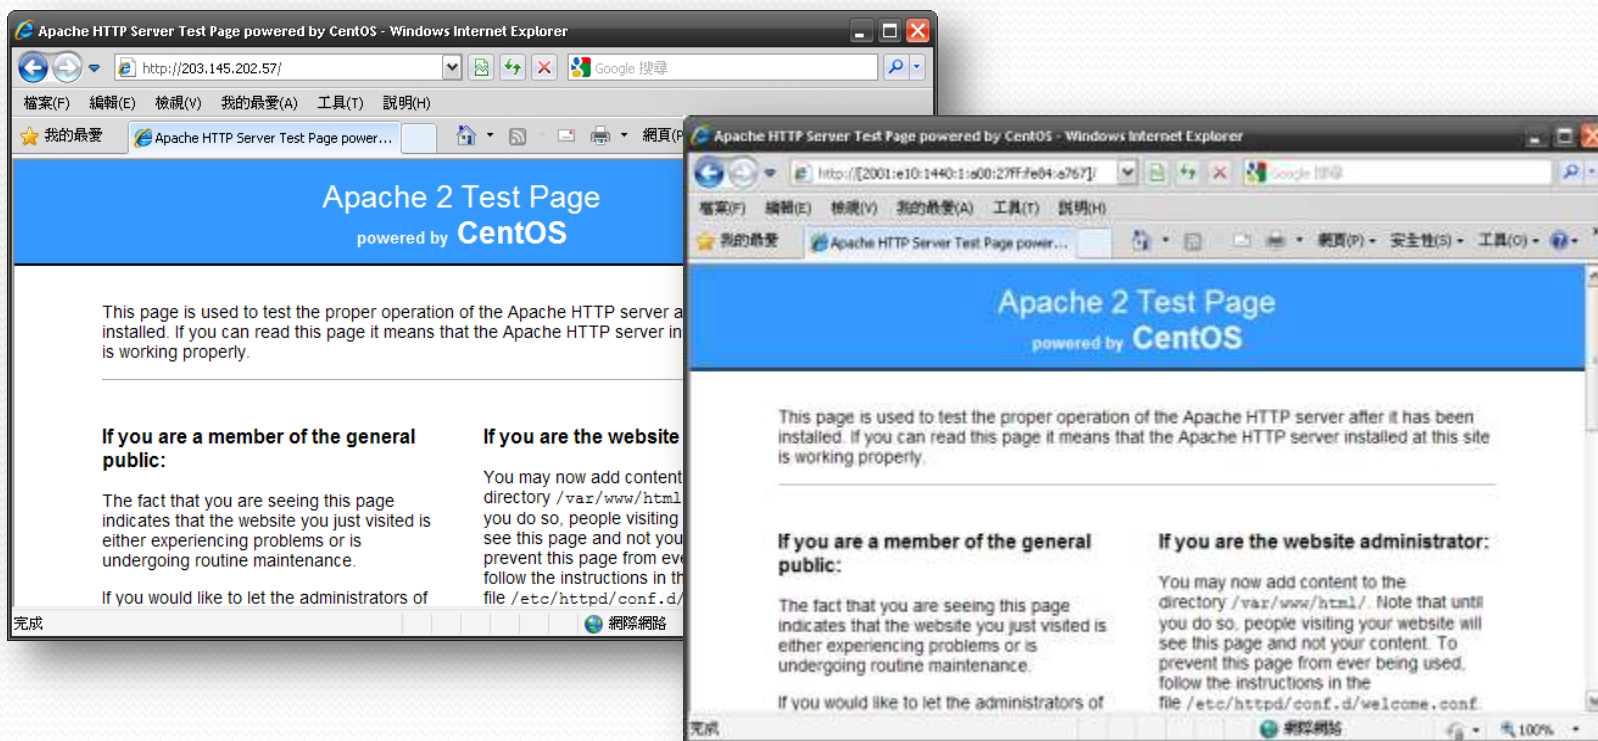 Apache HTTP Server Test Page powered by CentOS - Windows Internet Explorer
http://203.145.202.57/
Google 搜尋
檔案(F) 編輯(E) 檢視(V) 我的最愛(A) 工具(T) 說明(H)
我的最愛
Apache HTTP Server Test Page power...
網頁(P
Apache 2 Test Page
powered by CentOS
This page is used to test the proper operation of the Apache HTTP server a
installed. If you can read this page it means that the Apache HTTP server in
is working properly.
If you are a member of the general
public:
The fact that you are seeing this page
indicates that the website you just visited is
either experiencing problems or is
undergoing routine maintenance.
If you would like to let the administrators of
If you are the website
You may now add content
directory /var/www/html
you do so, people visiting
see this page and not you
prevent this page from eve
follow the instructions in th
file /etc/httpd/conf.d/
完成
網際網路
Apache HTTP Server Test Page powered by CentOS - Windows Internet Explorer
http://[2001:e10:1440:1:a00:27ff:fe84:a767]/
Google 搜尋
檔案(F) 編輯(E) 檢視(V) 我的最愛(A) 工具(T) 說明(H)
我的最愛
Apache HTTP Server Test Page power...
網頁(P) 安全性(S) 工具(O)
Apache 2 Test Page
powered by CentOS
This page is used to test the proper operation of the Apache HTTP server after it has been
installed. If you can read this page it means that the Apache HTTP server installed at this site
is working properly.
If you are a member of the general
public:
The fact that you are seeing this page
indicates that the website you just visited is
either experiencing problems or is
undergoing routine maintenance.
If you would like to let the administrators of
If you are the website administrator:
You may now add content to the
directory /var/www/html/. Note that until
you do so, people visiting your website will
see this page and not your content. To
prevent this page from ever being used,
follow the instructions in the
file /etc/httpd/conf.d/welcome.conf.
完成
網際網路
100%